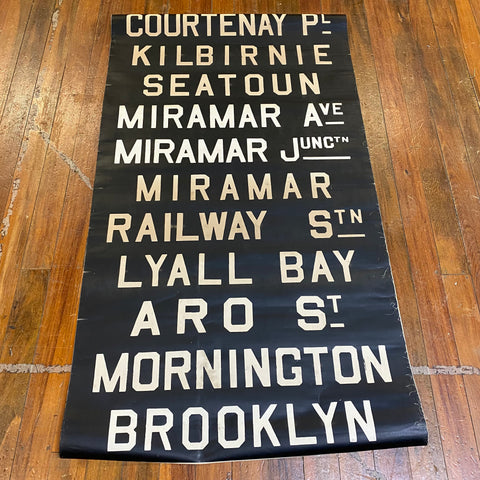 COURTENAY PL
KILBIRNIE
SEATOUN
MIRAMAR AVE
MIRAMAR JUNCTN
MIRAMAR
RAILWAY STN
LYALL BAY
ARO ST
MORNINGTON
BROOKLYN